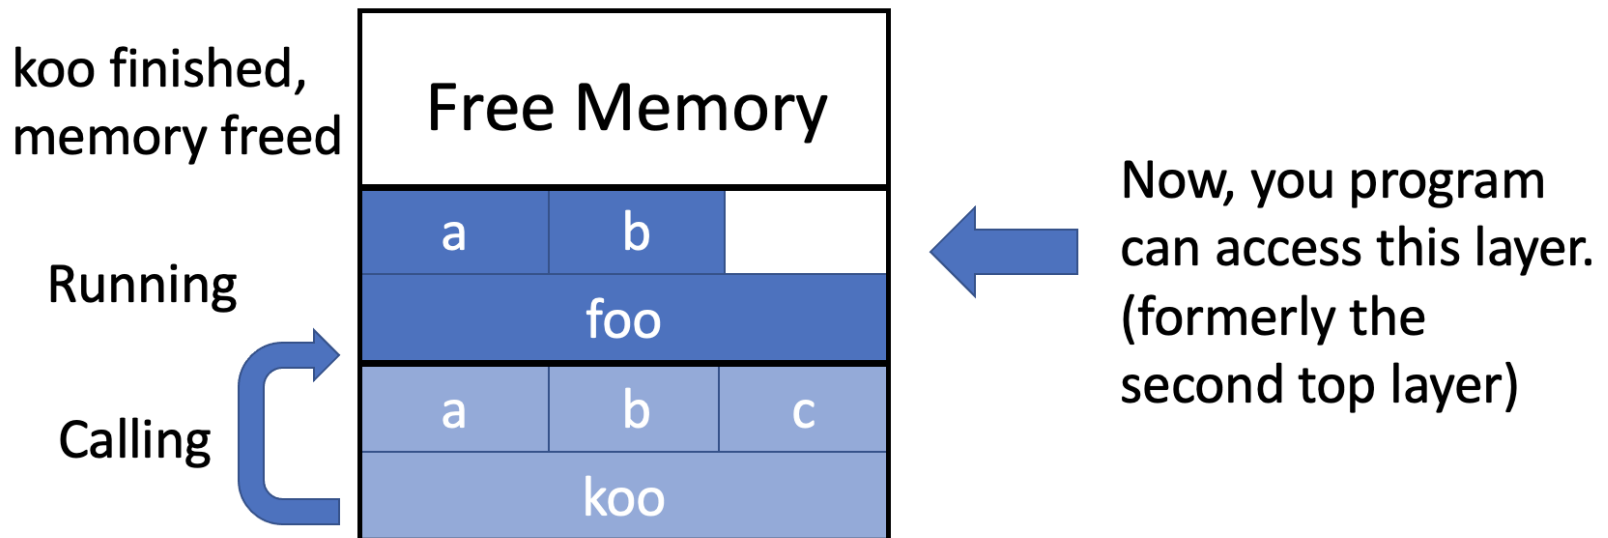 koo finished,
memory freed
Free Memory
a b
Running
foo
Now, you program
can access this layer.
(formerly the
second top layer)
a b c
Calling
koo